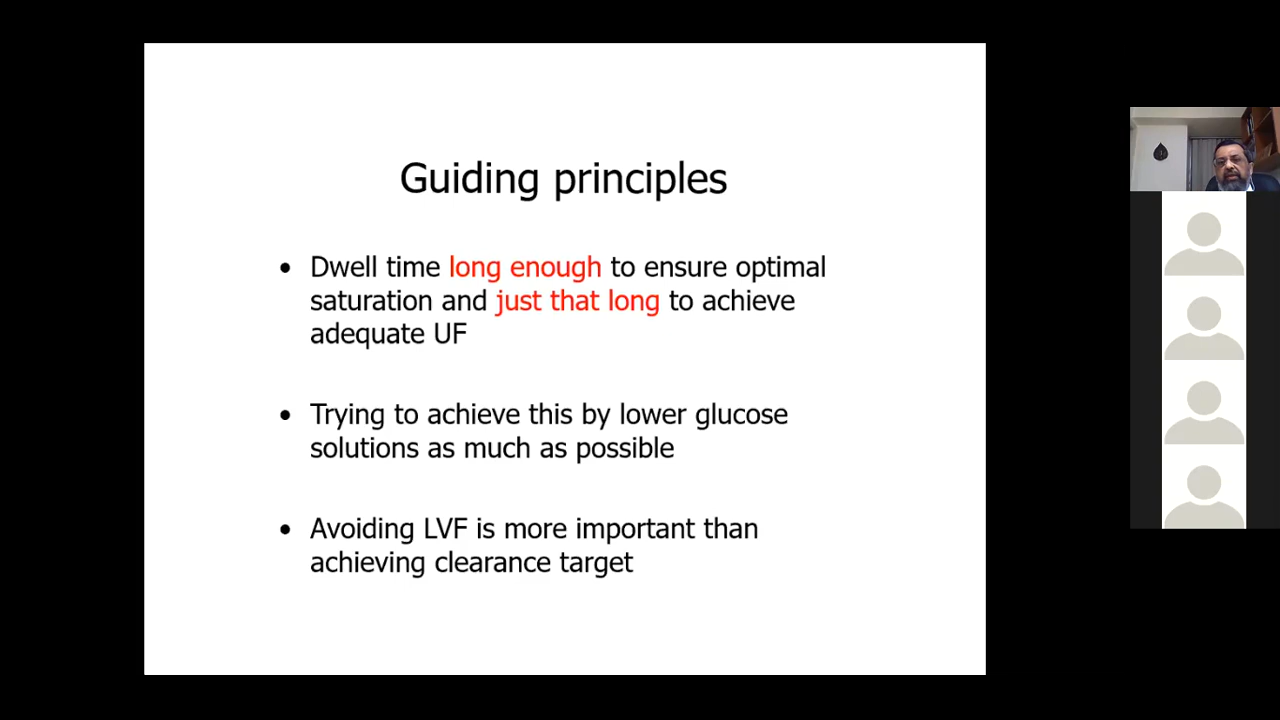 Guiding principles
• Dwell time long enough to ensure optimal
saturation and just that long to achieve
adequate UF
• Trying to achieve this by lower glucose
solutions as much as possible
• Avoiding LVF is more important than
achieving clearance target